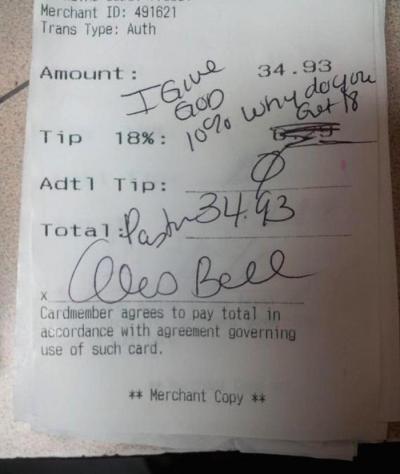 Merchant ID: 491621
Trans Type: Auth
Amount: 34.93
I Give
GOD
10% Why do you
Get 18
Tip 18%:
Adtl Tip: 0
Total: Pastor 34.93
x Bell
Cardmember agrees to pay total in
accordance with agreement governing
use of such card.
** Merchant Copy **